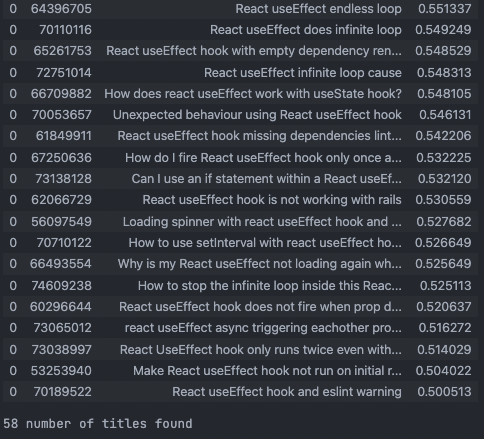 0 64396705 React useEffect endless loop 0.551337
0 70110116 React useEffect does infinite loop 0.549249
0 65261753 React useEffect hook with empty dependency ren... 0.548529
0 72751014 React useEffect infinite loop cause 0.548313
0 66709882 How does react useEffect work with useState hook? 0.548105
0 70053657 Unexpected behaviour using React useEffect hook 0.546131
0 61849911 React useEffect hook missing dependencies lint... 0.542206
0 67250636 How do I fire React useEffect hook only once a... 0.532225
0 73138128 Can I use an if statement within a React useEf... 0.532120
0 62066729 React useEffect hook is not working with rails 0.530559
0 56097549 Loading spinner with react useEffect hook and ... 0.527682
0 70710122 How to use setInterval with react useEffect ho... 0.526649
0 66493554 Why is my React useEffect not loading again wh... 0.525649
0 74609238 How to stop the infinite loop inside this Reac... 0.525113
0 60296644 React useEffect hook does not fire when prop d... 0.520637
0 73065012 react useEffect async triggering eachother pro... 0.516272
0 73038997 React UseEffect hook only runs twice even with... 0.514029
0 53253940 Make React useEffect hook not run on initial r... 0.504022
0 70189522 React useEffect hook and eslint warning 0.500513
58 number of titles found